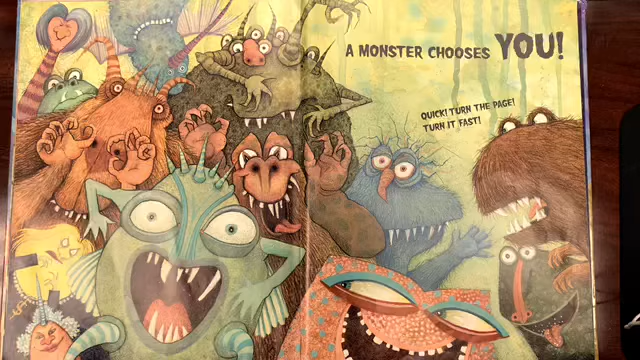 A MONSTER CHOOSES YOU!
QUICK! TURN THE PAGE!
TURN IT FAST!